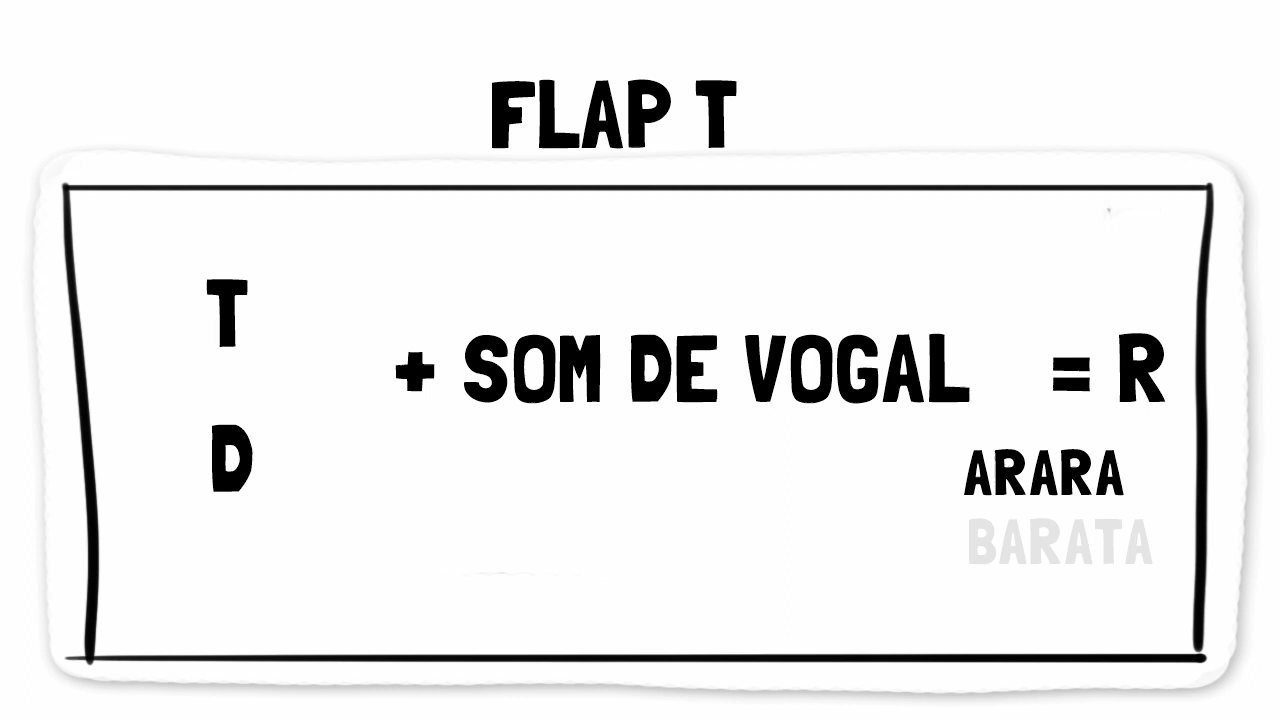 FLAP T
T
+ SOM DE VOGAL = R
D
ARARA
BARATA